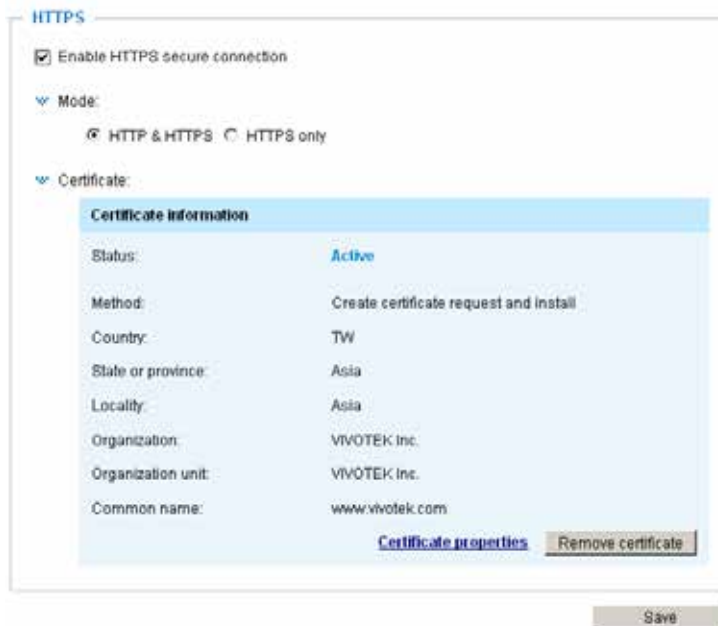 HTTPS
Enable HTTPS secure connection
Mode:
HTTP & HTTPS HTTPS only
Certificate:
Certificate information
Status: Active
Method: Create certificate request and install
Country: TW
State or province: Asia
Locality: Asia
Organization: VIVOTEK Inc.
Organization unit: VIVOTEK Inc.
Common name: www.vivotek.com
Certificate properties Remove certificate
Save